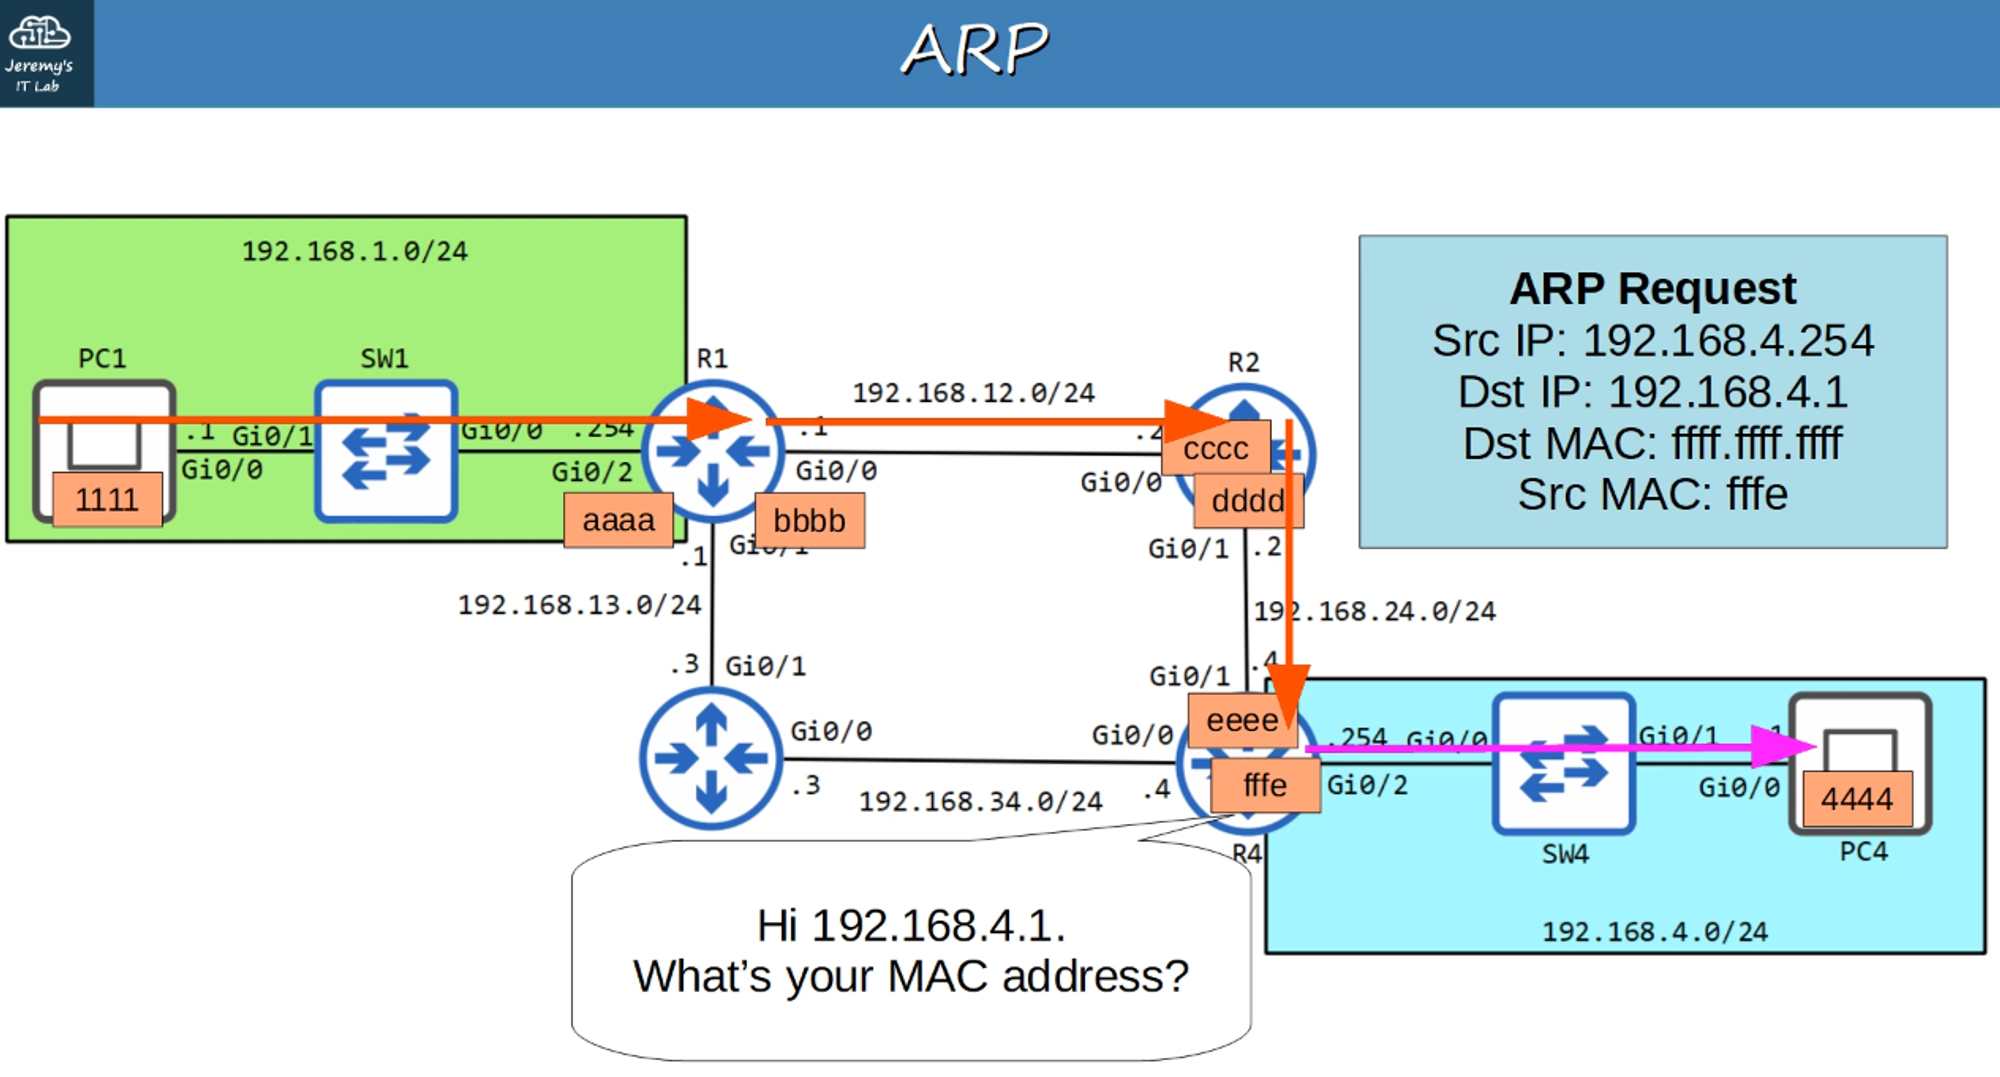 Jeremy's
IT Lab
ARP
192.168.1.0/24
PC1
SW1
R1
.1
Gi0/1
Gi0/0
Gi0/0
.254
Gi0/2
1111
aaaa
bbbb
.1
Gi0/0
192.168.12.0/24
R2
.2
Gi0/0
cccc
dddd
ARP Request
Src IP: 192.168.4.254
Dst IP: 192.168.4.1
Dst MAC: ffff.ffff.ffff
Src MAC: fffe
Gi0/1
.1
192.168.13.0/24
.3
Gi0/1
Gi0/1
.2
192.168.24.0/24
.4
Gi0/1
Gi0/0
.3
192.168.34.0/24
Gi0/0
.4
eeee
fffe
R4
.254
Gi0/0
Gi0/2
SW4
Gi0/1
.1
Gi0/0
4444
PC4
192.168.4.0/24
Hi 192.168.4.1.
What's your MAC address?